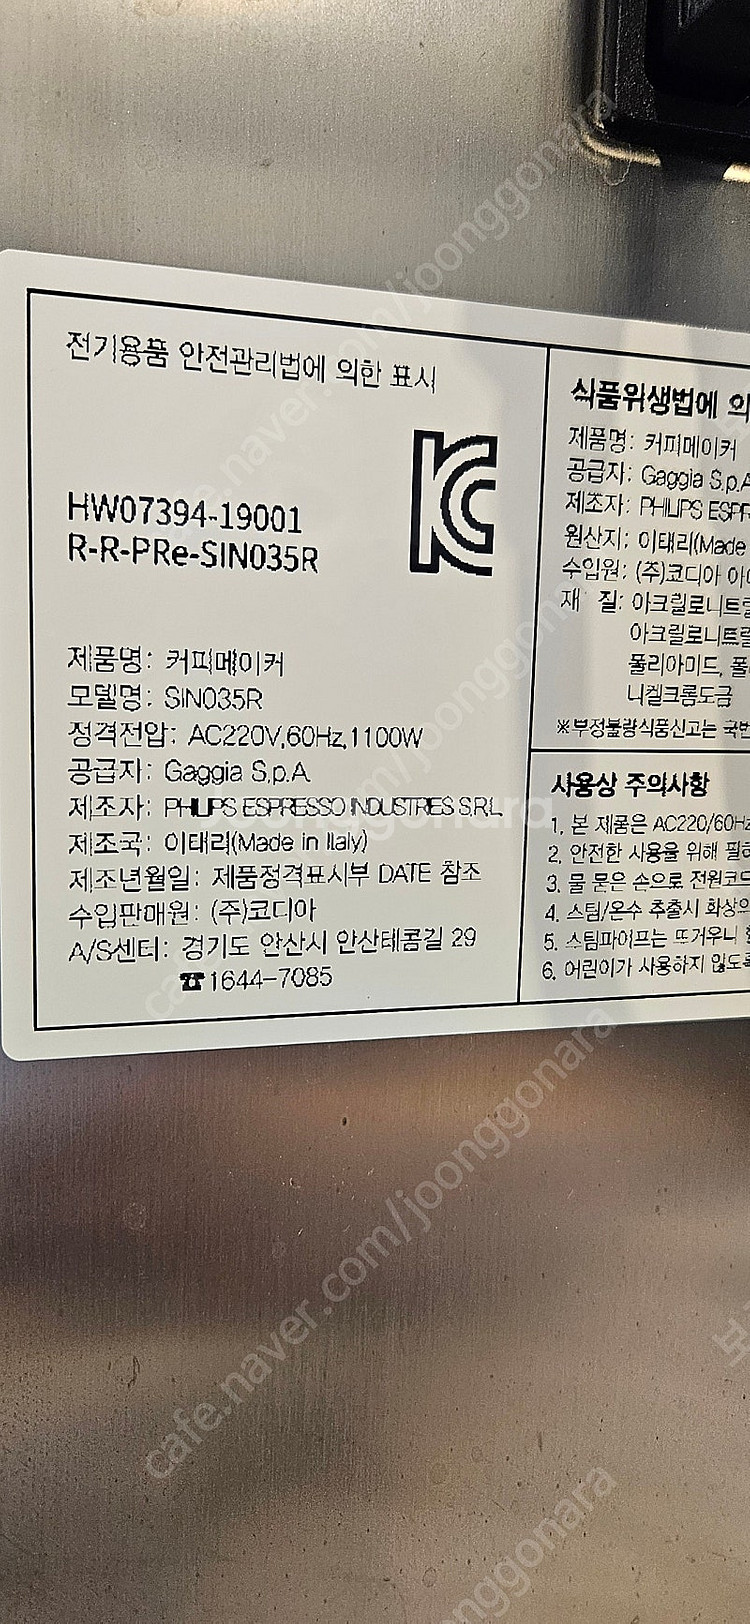 전기용품 안전관리법에 의한 표시
HW07394-19001
R-R-PRe-SIN035R
제품명: 커피메이커
모델명: SIN035R
정격전압: AC220V,60Hz,1100W
공급자: Gaggia S.p.A
제조자: PHILIPS ESPRESSO INDUSTRIES S.R.L
제조국: 이태리(Made in Italy)
제조년월일: 제품정격표시부 DATE 참조
수입판매원: (주)코디아
A/S센터: 경기도 안산시 안산태콤길 29
☎1644-7085
식품위생법에 의
제품명: 커피메이커
공급자: Gaggia S.p.A
제조자: PHILIPS ESPR
원산지: 이태리(Made
수입원: (주)코디아 아
재 질: 아크릴로니트릴
아크릴로니트릴
폴리아미드, 폴
니켈크롬도금
※부정불량식품신고는 국번
사용상 주의사항
1. 본 제품은 AC220/60Hz
2. 안전한 사용을 위해 필히
3. 물 묻은 손으로 전원코드
4. 스팀/온수 추출시 화상의
5. 스팀파이프는 뜨거우니
6. 어린이가 사용하지 않도록
cafe.naver.com/joonggonara
cafe.naver.com/joonggonara
cafe.naver.com/joonggonara